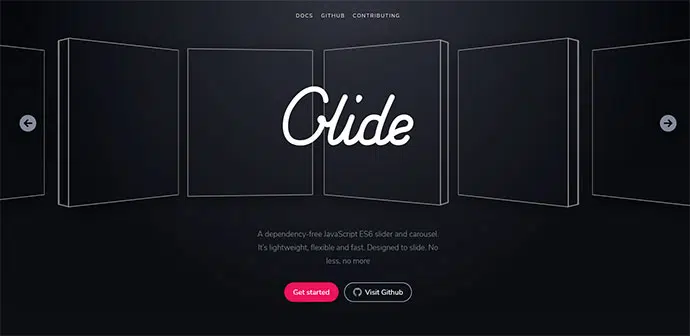 DOCS GITHUB CONTRIBUTING
Glide
A dependency-free JavaScript ES6 slider and carousel.
It's lightweight, flexible and fast. Designed to slide. No
less, no more
Get started Visit Github